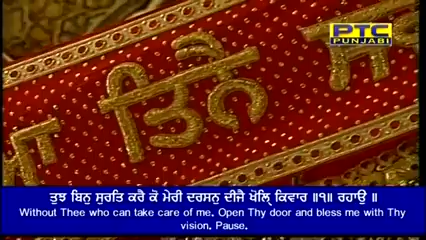 PTC
PUNJABI
ਤਿਨੈ
ਤੁਝ ਬਿਨੁ ਸੁਰਤਿ ਕਰੈ ਕੋ ਮੇਰੀ ਦਰਸਨੁ ਦੀਜੈ ਖੋਲ੍ਹਿ ਕਿਵਾਰ ॥੧॥ ਰਹਾਉ ॥
Without Thee who can take care of me. Open Thy door and bless me with Thy
vision. Pause.